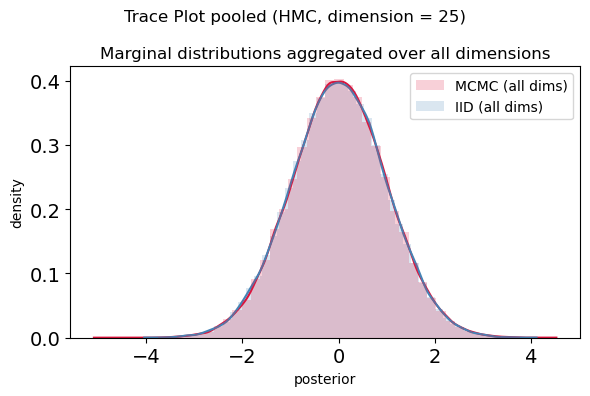 Trace Plot pooled (HMC, dimension = 25)
Marginal distributions aggregated over all dimensions
MCMC (all dims)
IID (all dims)
density
0.4
0.3
0.2
0.1
0.0
−4
−2
0
2
4
posterior